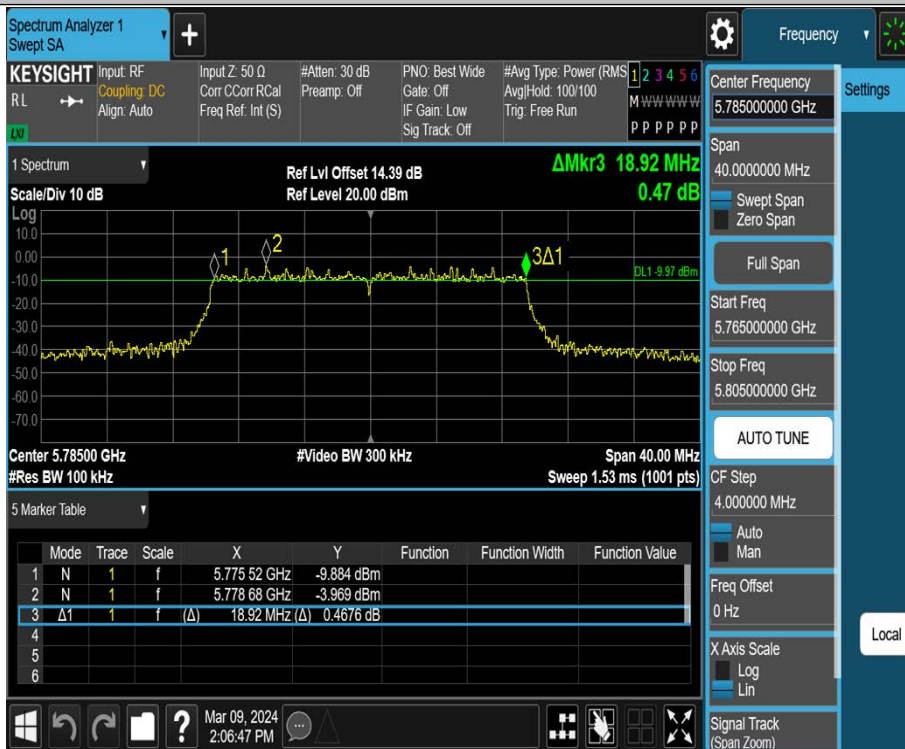 Spectrum Analyzer 1
Swept SA
+
Frequency
KEYSIGHT
RL
LXI
Input: RF
Coupling: DC
Align: Auto
Input Z: 50 Ω
Corr CCorr RCal
Freq Ref: Int (S)
#Atten: 30 dB
Preamp: Off
PNO: Best Wide
Gate: Off
IF Gain: Low
Sig Track: Off
#Avg Type: Power (RMS
Avg|Hold: 100/100
Trig: Free Run
1 2 3 4 5 6
M W W W W W
P P P P P P
1 Spectrum
Scale/Div 10 dB
Ref Lvl Offset 14.39 dB
Ref Level 20.00 dBm
ΔMkr3 18.92 MHz
0.47 dB
Log
10.0
0.00
-10.0
-20.0
-30.0
-40.0
-50.0
-60.0
-70.0
1
2
3Δ1
DL1 -9.97 dBm
Center 5.78500 GHz
#Video BW 300 kHz
Span 40.00 MHz
#Res BW 100 kHz
Sweep 1.53 ms (1001 pts)
5 Marker Table
Mode Trace Scale X Y Function Function Width Function Value
1 N 1 f 5.775 52 GHz -9.884 dBm
2 N 1 f 5.778 68 GHz -3.969 dBm
3 Δ1 1 f (Δ) 18.92 MHz (Δ) 0.4676 dB
4
5
6
Mar 09, 2024
2:06:47 PM
?
Center Frequency
5.785000000 GHz
Settings
Span
40.0000000 MHz
Swept Span
Zero Span
Full Span
Start Freq
5.765000000 GHz
Stop Freq
5.805000000 GHz
AUTO TUNE
CF Step
4.000000 MHz
Auto
Man
Freq Offset
0 Hz
Local
X Axis Scale
Log
Lin
Signal Track
(Span Zoom)